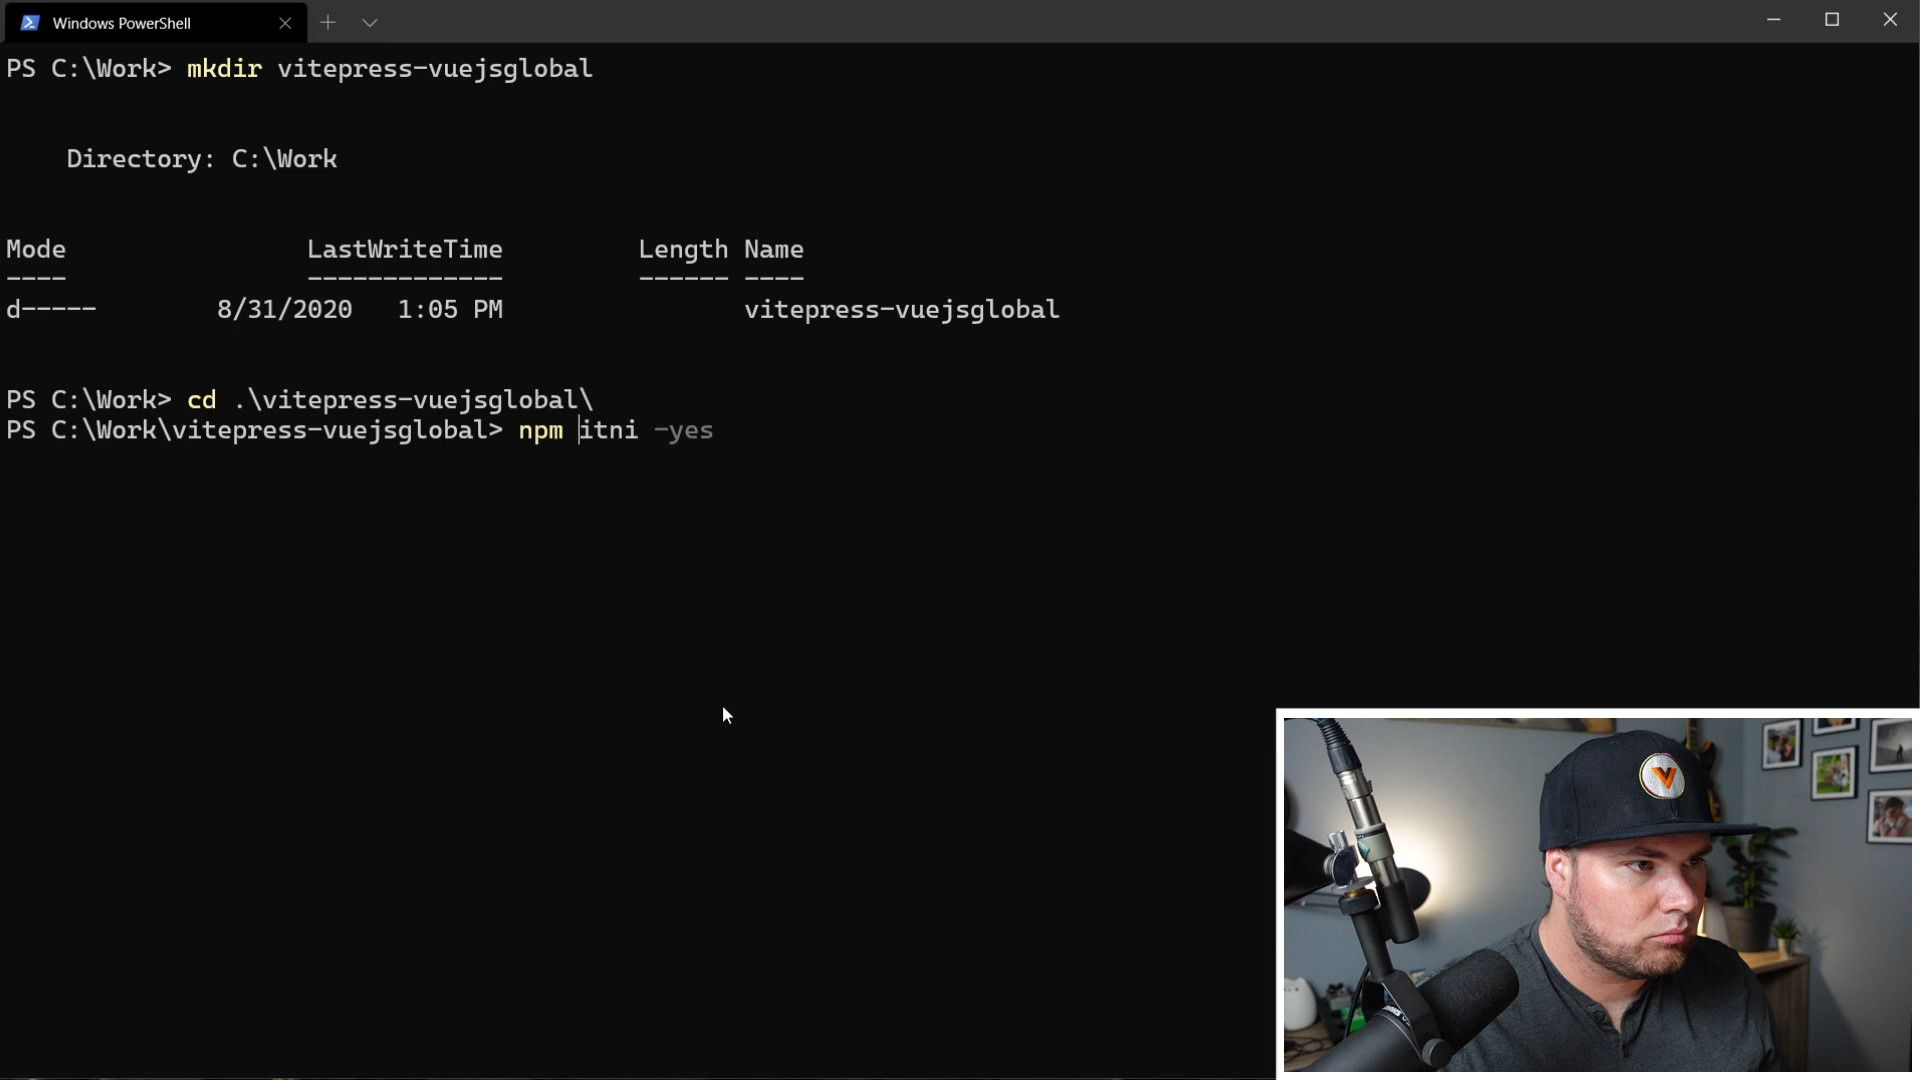 Windows PowerShell
PS C:\Work> mkdir vitepress-vuejsglobal
Directory: C:\Work
Mode LastWriteTime Length Name
---- ------------- ------ ----
d----- 8/31/2020 1:05 PM vitepress-vuejsglobal
PS C:\Work> cd .\vitepress-vuejsglobal\
PS C:\Work\vitepress-vuejsglobal> npm itni -yes